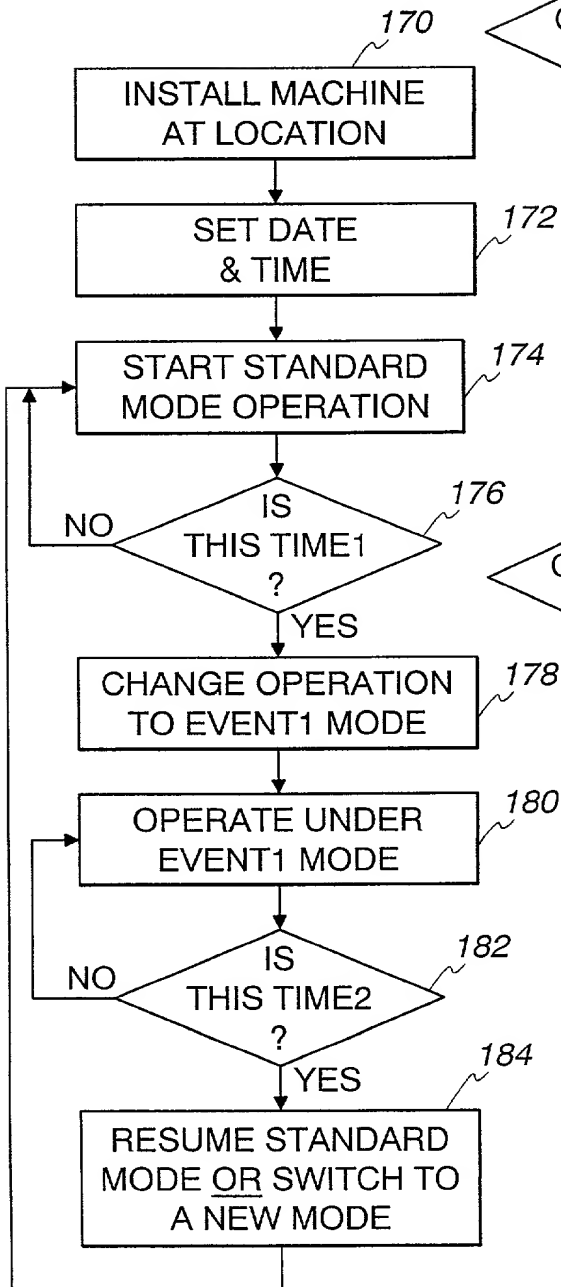 170
INSTALL MACHINE
AT LOCATION
172
SET DATE
& TIME
174
START STANDARD
MODE OPERATION
176
IS
THIS TIME1
?
NO
YES
178
CHANGE OPERATION
TO EVENT1 MODE
180
OPERATE UNDER
EVENT1 MODE
182
IS
THIS TIME2
?
NO
YES
184
RESUME STANDARD
MODE OR SWITCH TO
A NEW MODE